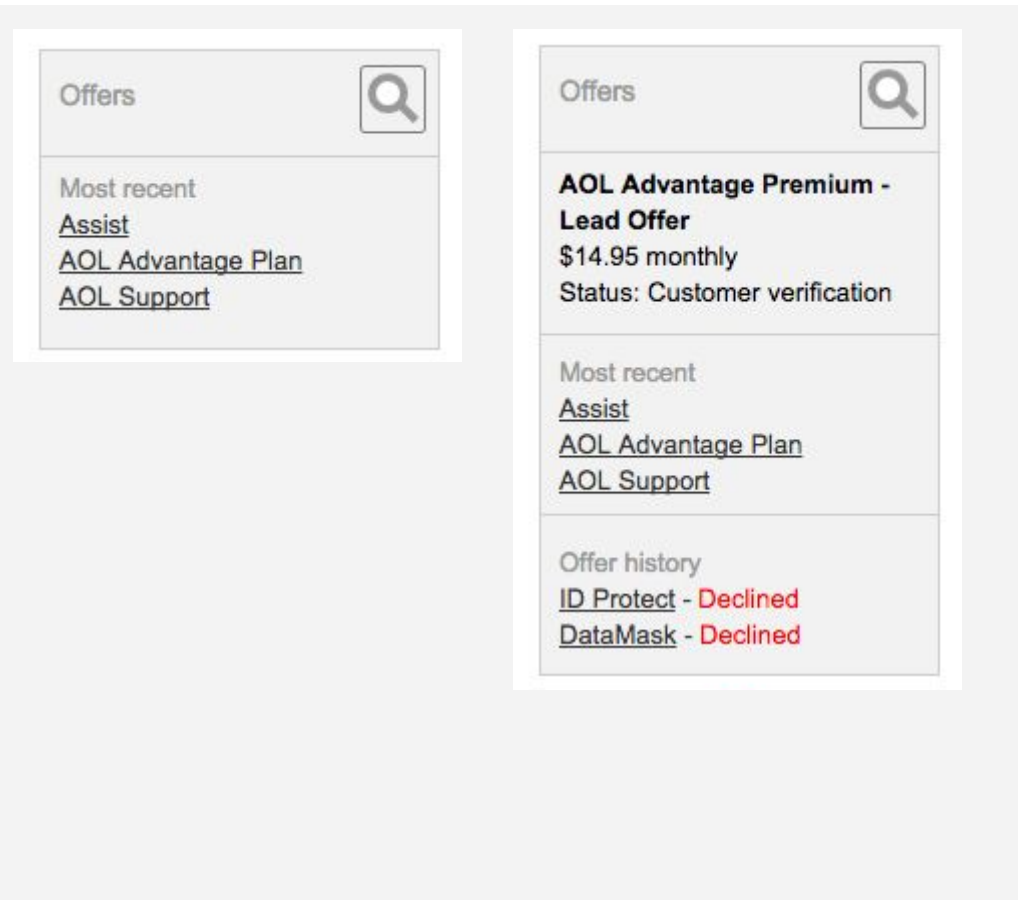 Offers
Most recent
Assist
AOL Advantage Plan
AOL Support
Offers
AOL Advantage Premium -
Lead Offer
$14.95 monthly
Status: Customer verification
Most recent
Assist
AOL Advantage Plan
AOL Support
Offer history
ID Protect - Declined
DataMask - Declined